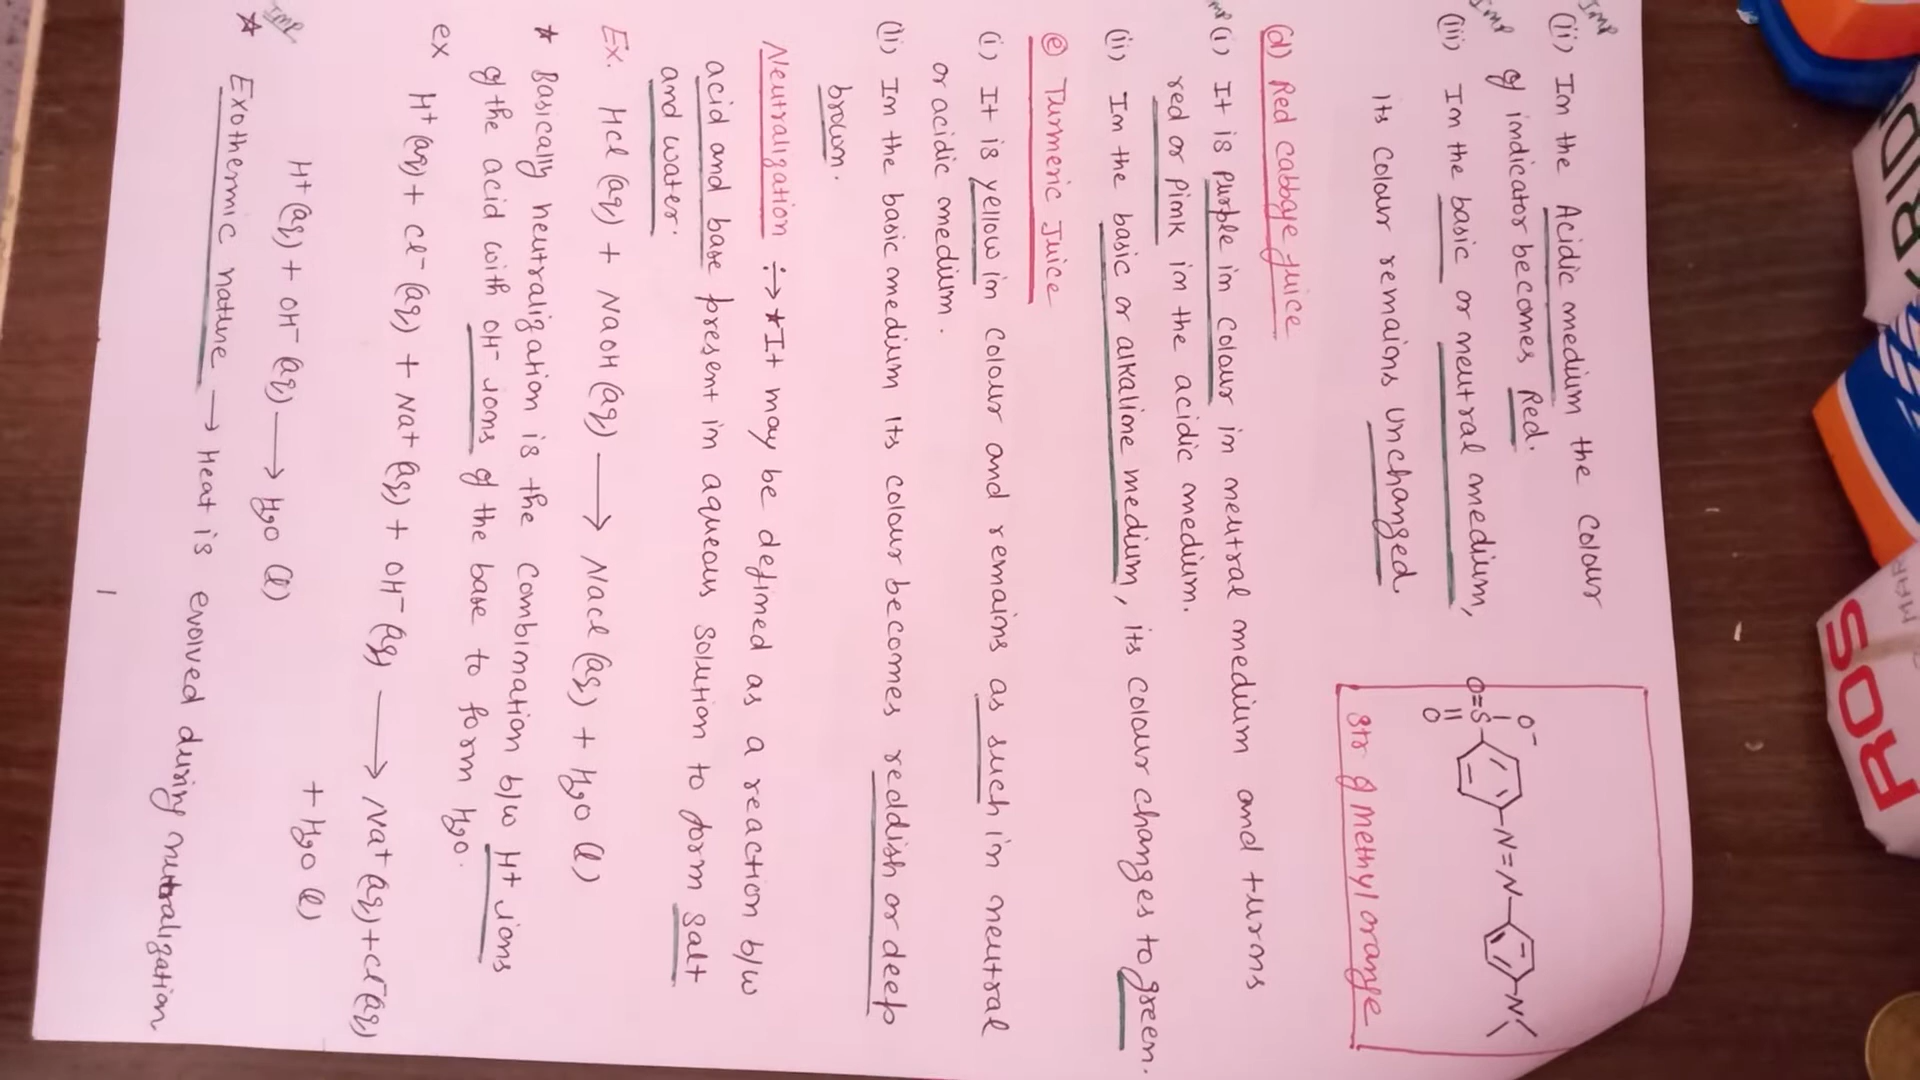 Imp
(ii) In the Acidic medium the colour
of indicator becomes Red.
Imp
(iii) In the basic or neutral medium,
its colour remains unchanged.
O⁻
O=S
O
N=N
N
str of methyl orange
(d) Red cabbage juice
Imp (i) It is purple in colour in neutral medium and turns
red or pink in the acidic medium.
(ii) In the basic or alkaline medium, its colour changes to green.
(e) Turmeric Juice
(i) It is yellow in colour and remains as such in neutral
or acidic medium.
(ii) In the basic medium its colour becomes reddish or deep
brown.
Neutralization :→ * It may be defined as a reaction b/w
acid and base present in aqueous solution to form salt
and water.
Ex. HCl (aq) + NaOH (aq) ⟶ NaCl (aq) + H₂O (l)
* Basically neutralization is the combination b/w H⁺ ions
of the acid with OH⁻ ions of the base to form H₂O.
ex H⁺ (aq) + Cl⁻ (aq) + Na⁺ (aq) + OH⁻ (aq) ⟶ Na⁺ (aq) + Cl⁻ (aq)
+ H₂O (l)
H⁺ (aq) + OH⁻ (aq) ⟶ H₂O (l)
Imp
* Exothermic nature → Heat is evolved during neutralization
1
ROS